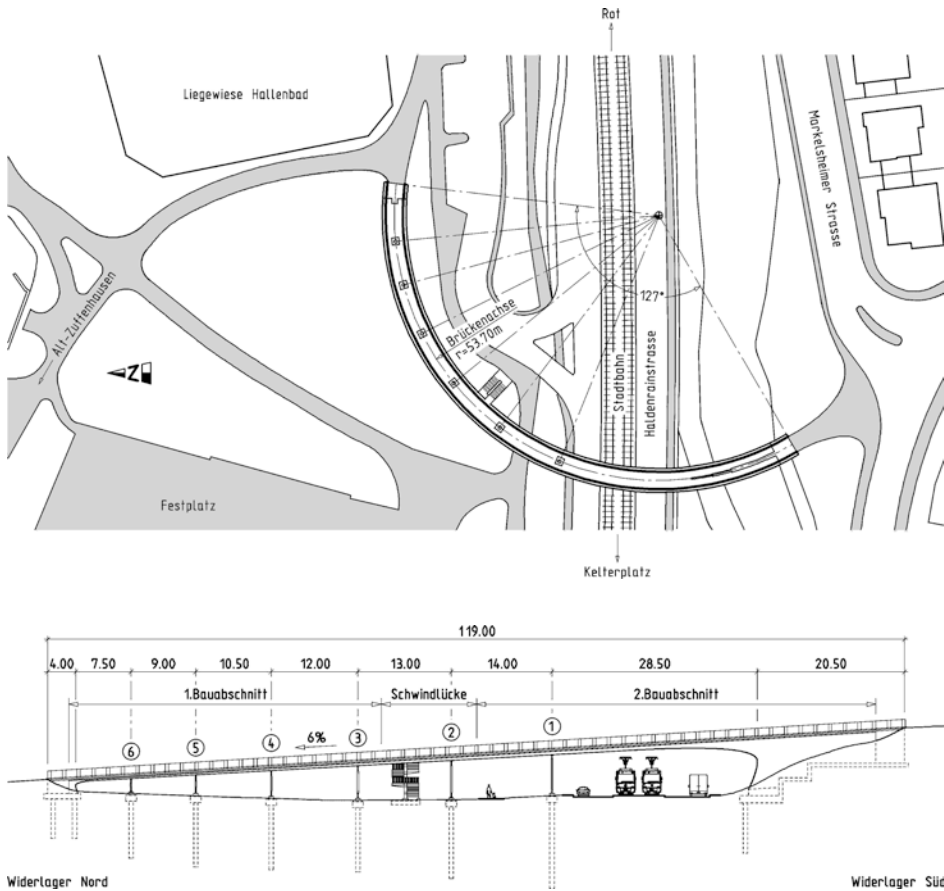 Rot
Liegewiese Hallenbad
Markelsheimer Strasse
Alt-Zuffenhausen
N
127°
Brückenachse
r=53.70m
Stadtbahn
Haldenrainstrasse
Festplatz
Kelterplatz
119.00
4.00 7.50 9.00 10.50 12.00 13.00 14.00 28.50 20.50
1.Bauabschnitt Schwindlücke 2.Bauabschnitt
6 5 4 6% 3 2 1
Widerlager Nord Widerlager Süd